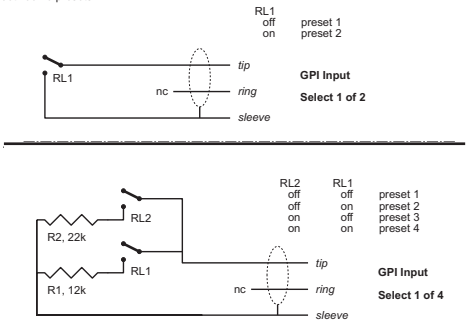 RL1
off preset 1
on preset 2
RL1
tip
nc ring
sleeve
GPI Input
Select 1 of 2
RL2 RL1
off off preset 1
off on preset 2
on off preset 3
on on preset 4
RL2
R2, 22k
RL1
R1, 12k
tip
nc ring
sleeve
GPI Input
Select 1 of 4